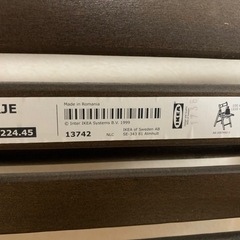 JE
Made in Romania
© Inter IKEA Systems B.V. 1999
224.45
13742
NLC
IKEA of Sweden AB
SE-343 81 Älmhult
IKEA